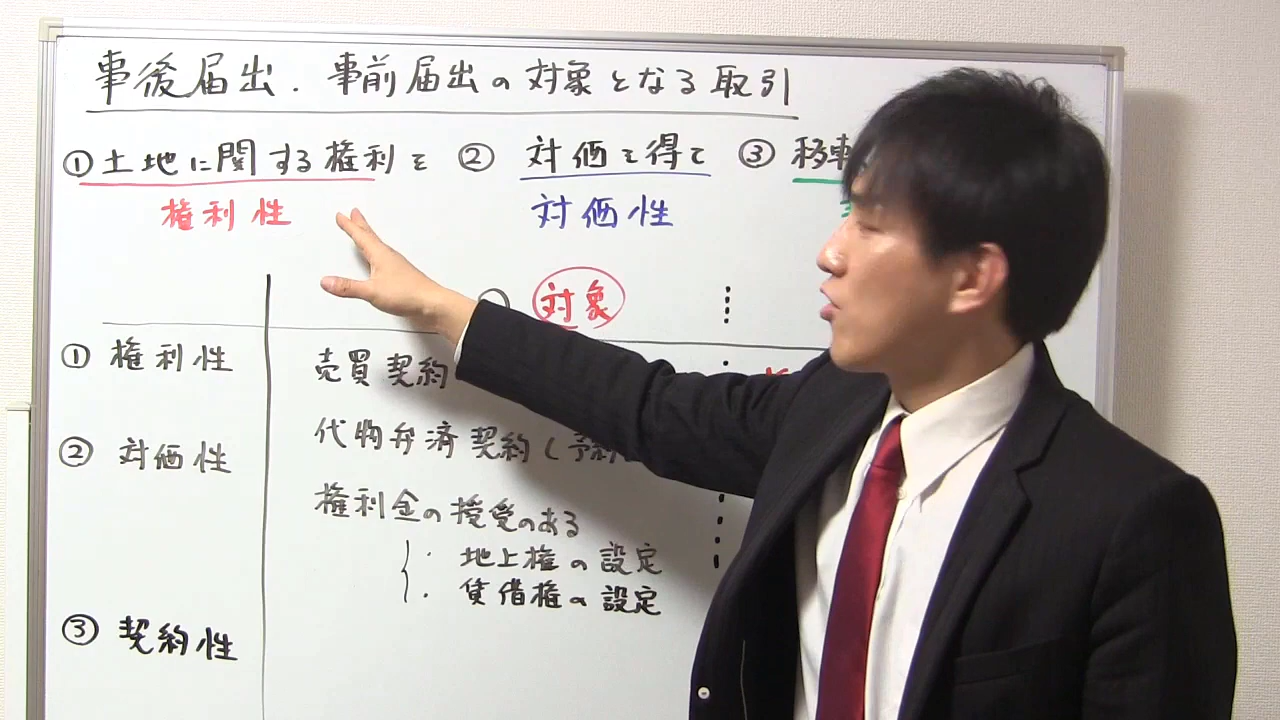 事後届出・事前届出の対象となる取引
①土地に関する権利を ② 対価を得て ③ 移転
権利性 対価性
対象
① 権利性 売買契約
② 対価性 代物弁済契約(予約
権利金の授受のある
・地上権の設定
・賃借権の設定
③ 契約性